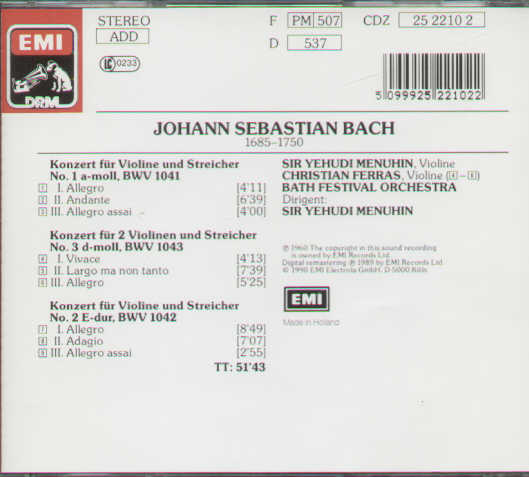 EMI
DRM
STEREO
ADD
LC 0233
F PM 507 CDZ 25 2210 2
D 537
5 099925 221022
JOHANN SEBASTIAN BACH
1685–1750
Konzert für Violine und Streicher
No. 1 a-moll, BWV 1041
1 I. Allegro [4'11]
2 II. Andante [6'39]
3 III. Allegro assai [4'00]
Konzert für 2 Violinen und Streicher
No. 3 d-moll, BWV 1043
4 I. Vivace [4'13]
5 II. Largo ma non tanto [7'39]
6 III. Allegro [5'25]
Konzert für Violine und Streicher
No. 2 E-dur, BWV 1042
7 I. Allegro [8'49]
8 II. Adagio [7'07]
9 III. Allegro assai [2'55]
TT: 51'43
SIR YEHUDI MENUHIN, Violine
CHRISTIAN FERRAS, Violine (4–6)
BATH FESTIVAL ORCHESTRA
Dirigent:
SIR YEHUDI MENUHIN
℗ 1960 The copyright in this sound recording
is owned by EMI Records Ltd.
Digital remastering ℗ 1989 by EMI Records Ltd.
© 1990 EMI Electrola GmbH, D-5000 Köln
EMI
Made in Holland